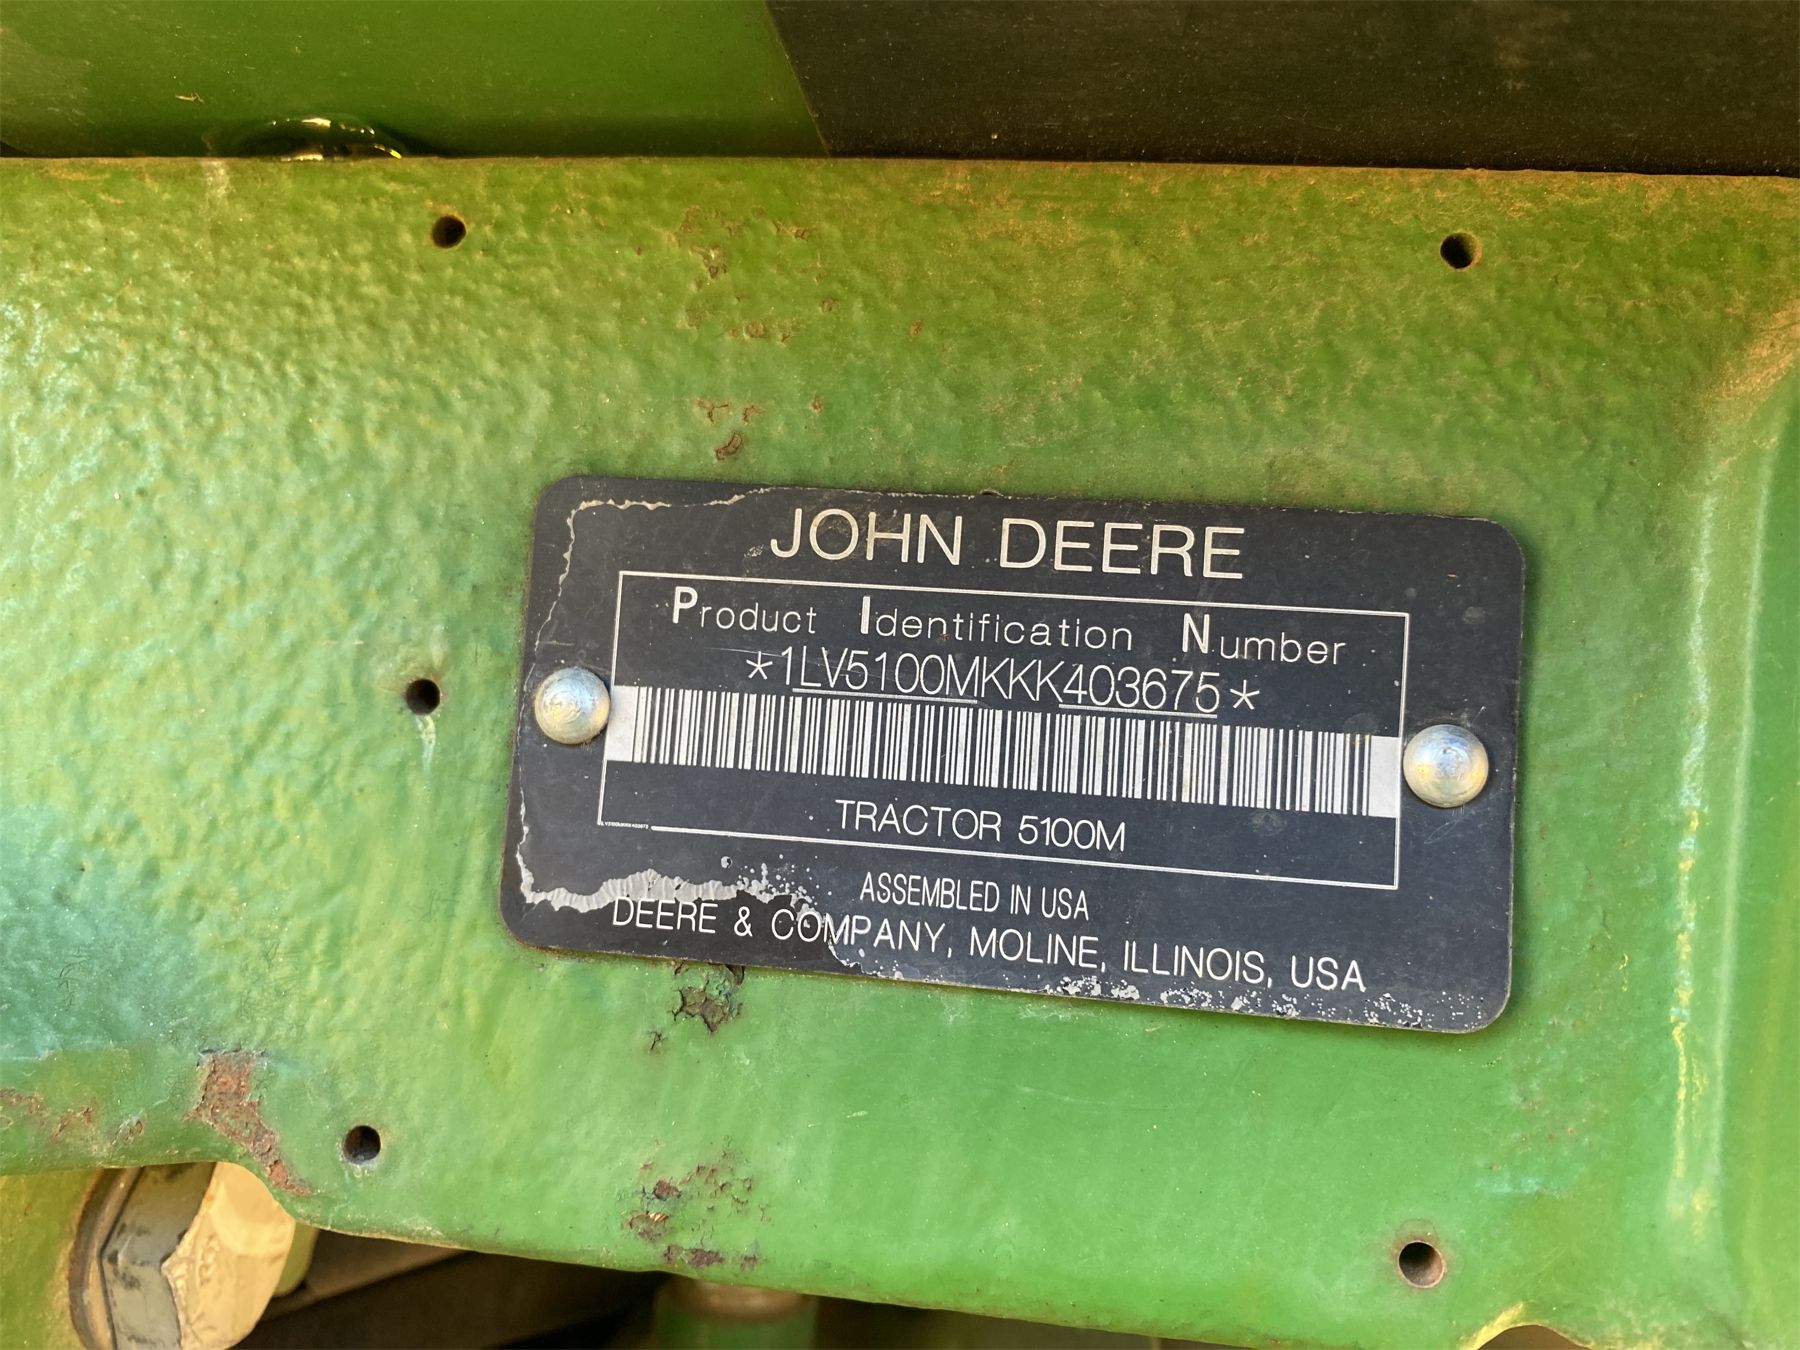 JOHN DEERE
Product Identification Number
*1LV5100MKKK403675*
TRACTOR 5100M
ASSEMBLED IN USA
DEERE & COMPANY, MOLINE, ILLINOIS, USA